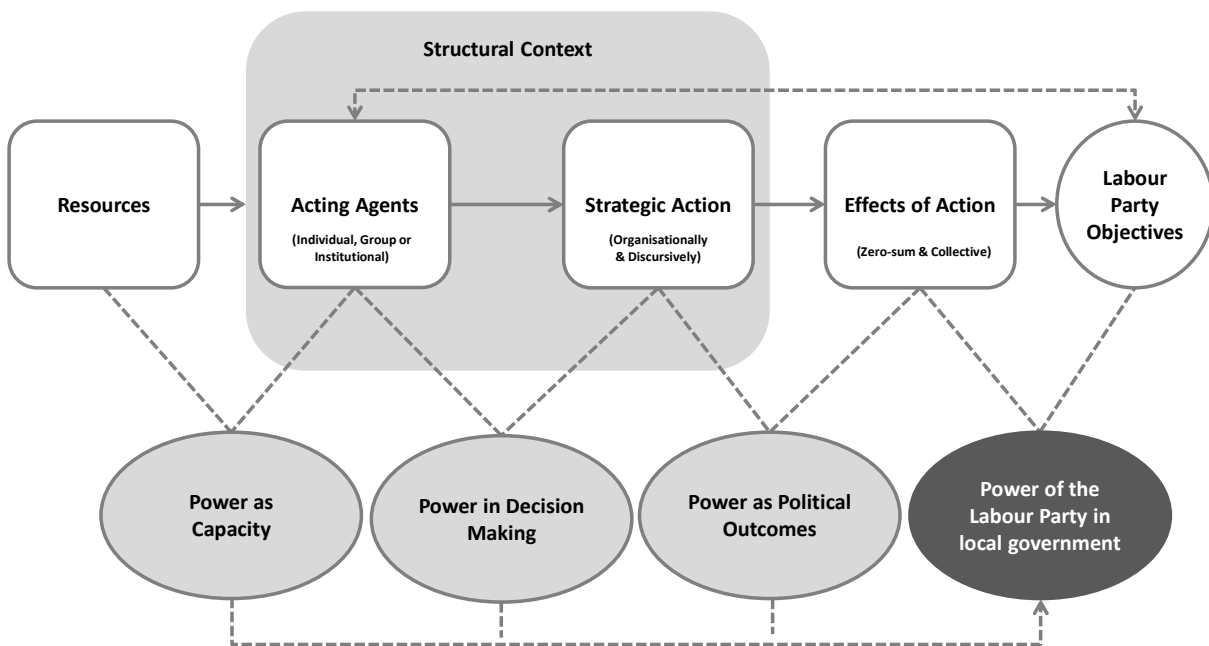 Structural Context
Resources
Acting Agents
(Individual, Group or
Institutional)
Strategic Action
(Organisationally
& Discursively)
Effects of Action
(Zero-sum & Collective)
Labour
Party
Objectives
Power as
Capacity
Power in Decision
Making
Power as Political
Outcomes
Power of the
Labour Party in
local government